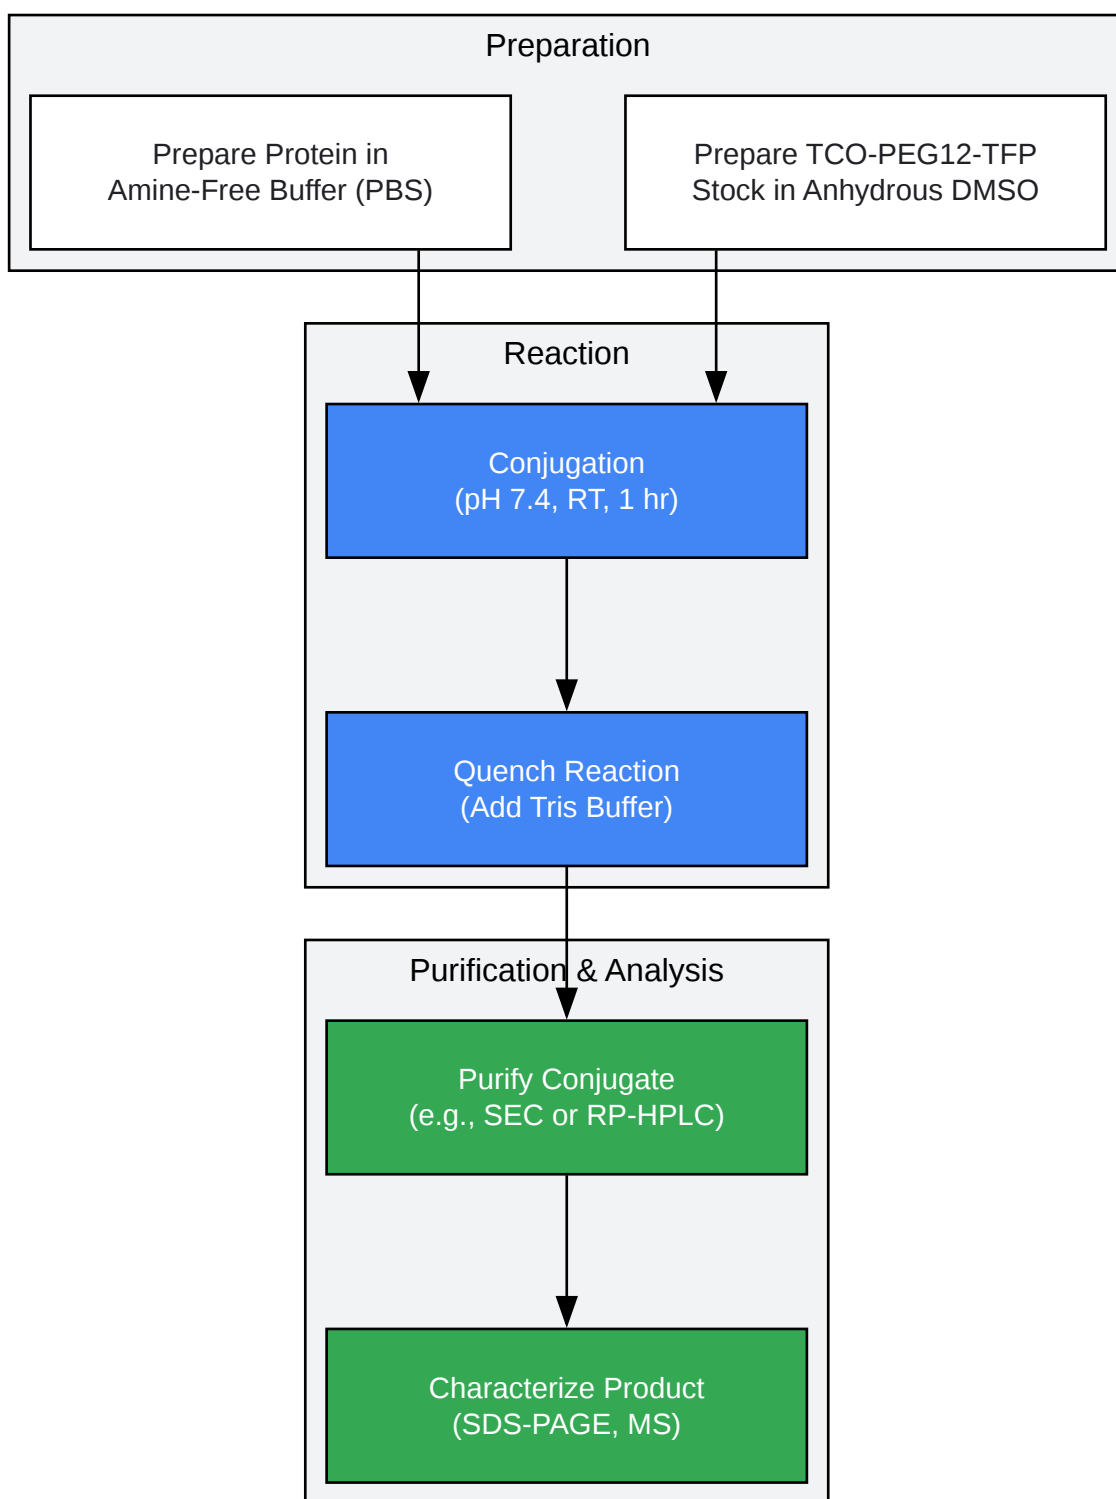 Preparation
Prepare Protein in
Amine-Free Buffer (PBS)
Prepare TCO-PEG12-TFP
Stock in Anhydrous DMSO
Reaction
Conjugation
(pH 7.4, RT, 1 hr)
Quench Reaction
(Add Tris Buffer)
Purification & Analysis
Purify Conjugate
(e.g., SEC or RP-HPLC)
Characterize Product
(SDS-PAGE, MS)